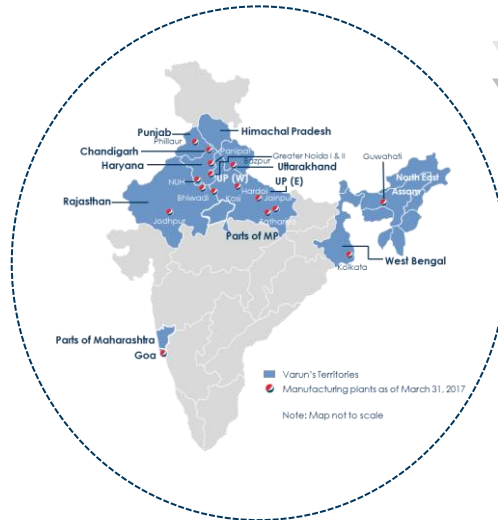 Punjab
Phillaur
Himachal Pradesh
Chandigarh
Panipat
Haryana
Bazpur
Greater Noida I & II
Uttarakhand
Guwahati
NUH
UP (W)
UP (E)
North East
Hardoi
Assam
Bhiwadi
Kosi
Jainpur
Rajasthan
Jodhpur
Sathariya
Parts of MP
West Bengal
Kolkata
Parts of Maharashtra
Goa
Varun's Territories
Manufacturing plants as of March 31, 2017
Note: Map not to scale